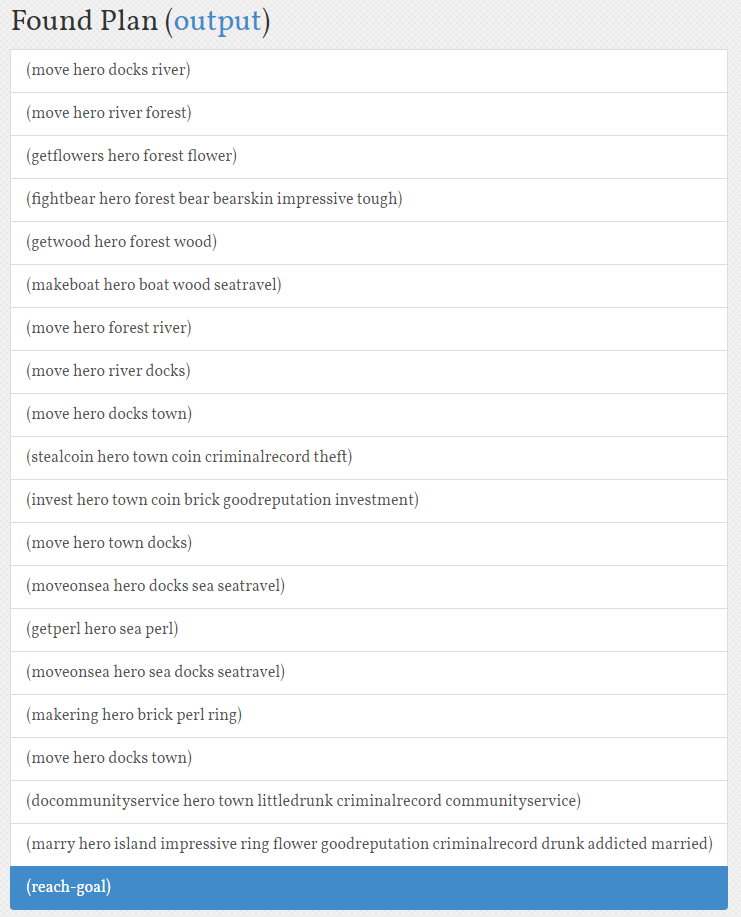 Found Plan (output)
(move hero docks river)
(move hero river forest)
(getflowers hero forest flower)
(fightbear hero forest bear bearskin impressive tough)
(getwood hero forest wood)
(makeboat hero boat wood seatravel)
(move hero forest river)
(move hero river docks)
(move hero docks town)
(stealcoin hero town coin criminalrecord theft)
(invest hero town coin brick goodreputation investment)
(move hero town docks)
(moveonsea hero docks sea seatravel)
(getperl hero sea perl)
(moveonsea hero sea docks seatravel)
(makering hero brick perl ring)
(move hero docks town)
(docommunityservice hero town littledrunk criminalrecord communityservice)
(marry hero island impressive ring flower goodreputation criminalrecord drunk addicted married)
(reach-goal)